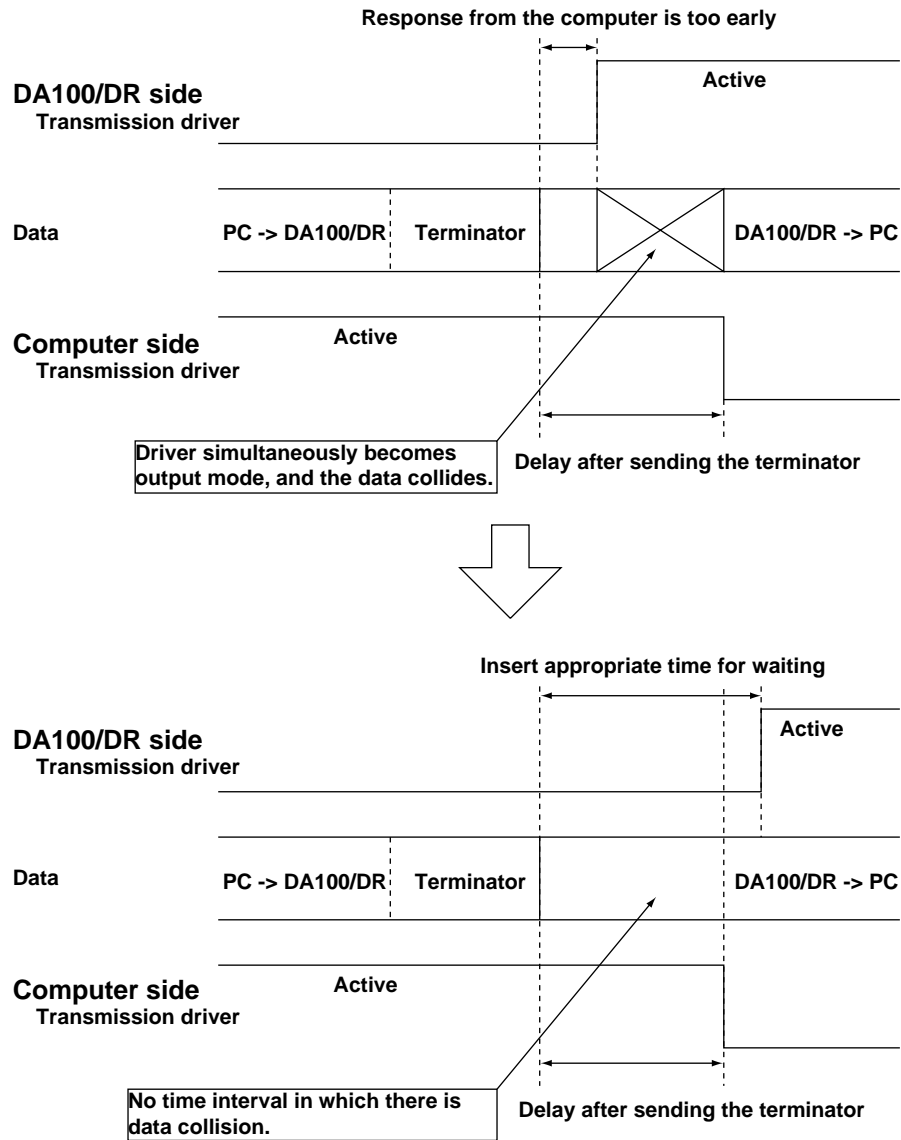 Response from the computer is too early
Active
DA100/DR side
Transmission driver
Data
PC -> DA100/DR
Terminator
DA100/DR -> PC
Active
Computer side
Transmission driver
Driver simultaneously becomes
output mode, and the data collides.
Delay after sending the terminator
Insert appropriate time for waiting
Active
DA100/DR side
Transmission driver
Data
PC -> DA100/DR
Terminator
DA100/DR -> PC
Active
Computer side
Transmission driver
No time interval in which there is
data collision.
Delay after sending the terminator